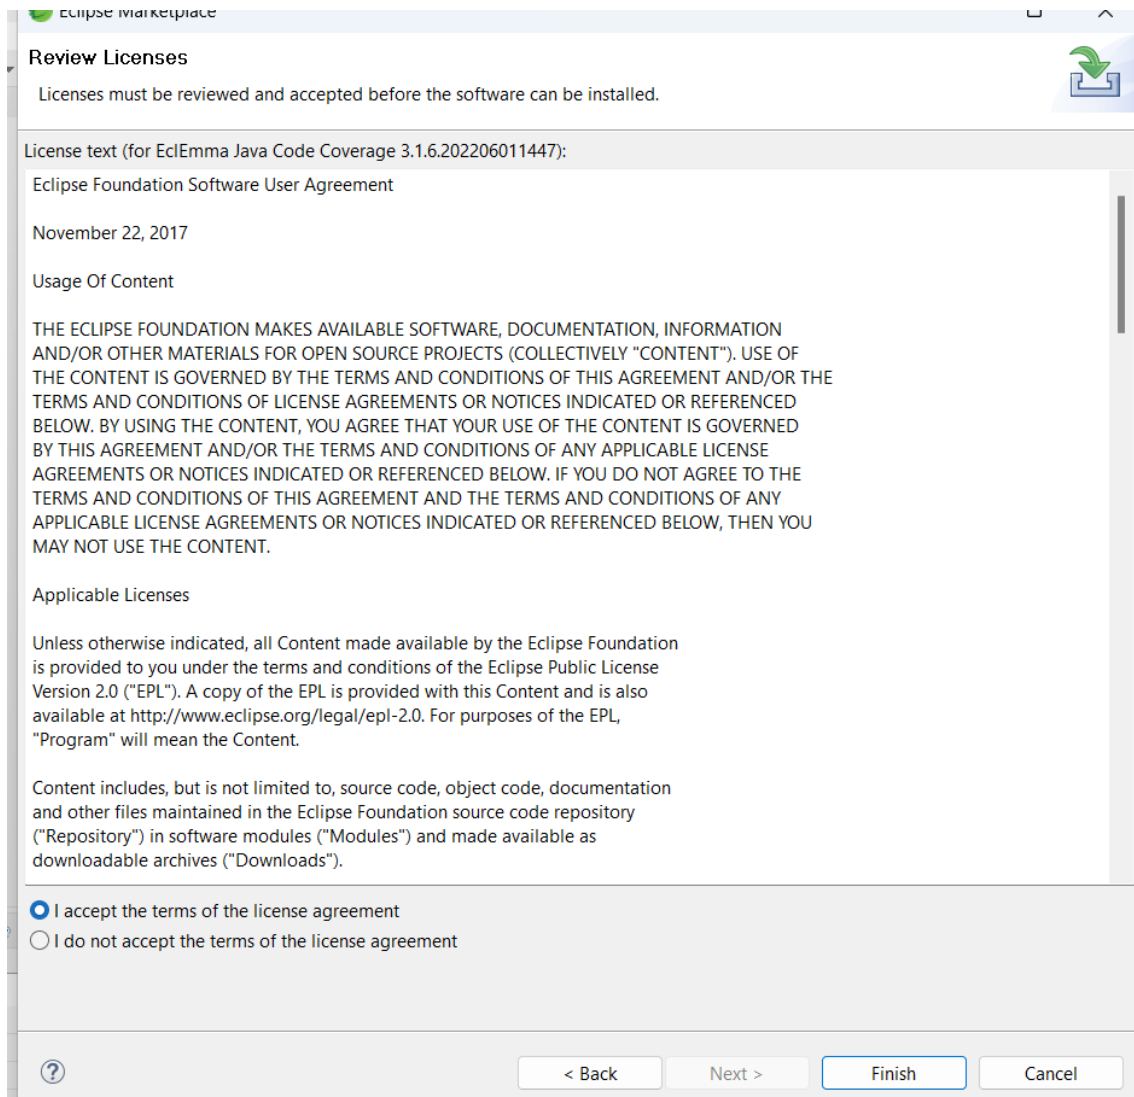 Eclipse Marketplace
Review Licenses
Licenses must be reviewed and accepted before the software can be installed.
License text (for EclEmma Java Code Coverage 3.1.6.202206011447):
Eclipse Foundation Software User Agreement
November 22, 2017
Usage Of Content
THE ECLIPSE FOUNDATION MAKES AVAILABLE SOFTWARE, DOCUMENTATION, INFORMATION
AND/OR OTHER MATERIALS FOR OPEN SOURCE PROJECTS (COLLECTIVELY "CONTENT"). USE OF
THE CONTENT IS GOVERNED BY THE TERMS AND CONDITIONS OF THIS AGREEMENT AND/OR THE
TERMS AND CONDITIONS OF LICENSE AGREEMENTS OR NOTICES INDICATED OR REFERENCED
BELOW. BY USING THE CONTENT, YOU AGREE THAT YOUR USE OF THE CONTENT IS GOVERNED
BY THIS AGREEMENT AND/OR THE TERMS AND CONDITIONS OF ANY APPLICABLE LICENSE
AGREEMENTS OR NOTICES INDICATED OR REFERENCED BELOW. IF YOU DO NOT AGREE TO THE
TERMS AND CONDITIONS OF THIS AGREEMENT AND THE TERMS AND CONDITIONS OF ANY
APPLICABLE LICENSE AGREEMENTS OR NOTICES INDICATED OR REFERENCED BELOW, THEN YOU
MAY NOT USE THE CONTENT.
Applicable Licenses
Unless otherwise indicated, all Content made available by the Eclipse Foundation
is provided to you under the terms and conditions of the Eclipse Public License
Version 2.0 ("EPL"). A copy of the EPL is provided with this Content and is also
available at http://www.eclipse.org/legal/epl-2.0. For purposes of the EPL,
"Program" will mean the Content.
Content includes, but is not limited to, source code, object code, documentation
and other files maintained in the Eclipse Foundation source code repository
("Repository") in software modules ("Modules") and made available as
downloadable archives ("Downloads").
I accept the terms of the license agreement
I do not accept the terms of the license agreement
? < Back Next > Finish Cancel